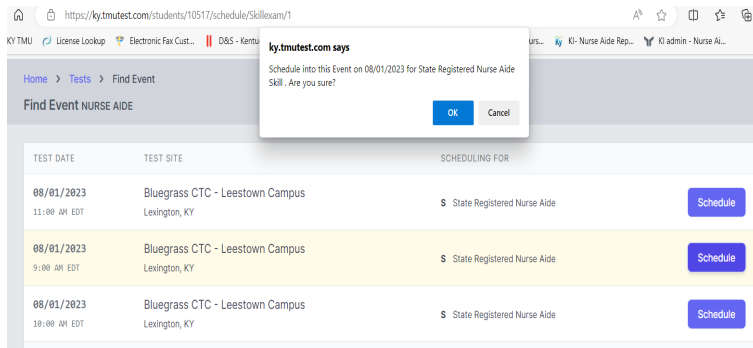 https://ky.tmutest.com/students/10517/schedule/Skillexam/1
KY TMU License Lookup Electronic Fax Cust... D&S - Kentu urs... Ky KI- Nurse Aide Rep... KI admin - Nurse Ai...
ky.tmutest.com says
Schedule into this Event on 08/01/2023 for State Registered Nurse Aide
Skill . Are you sure?
OK Cancel
Home > Tests > Find Event
Find Event NURSE AIDE
TEST DATE TEST SITE SCHEDULING FOR
08/01/2023 Bluegrass CTC - Leestown Campus
11:00 AM EDT Lexington, KY S State Registered Nurse Aide Schedule
08/01/2023 Bluegrass CTC - Leestown Campus
9:00 AM EDT Lexington, KY S State Registered Nurse Aide Schedule
08/01/2023 Bluegrass CTC - Leestown Campus
10:00 AM EDT Lexington, KY S State Registered Nurse Aide Schedule